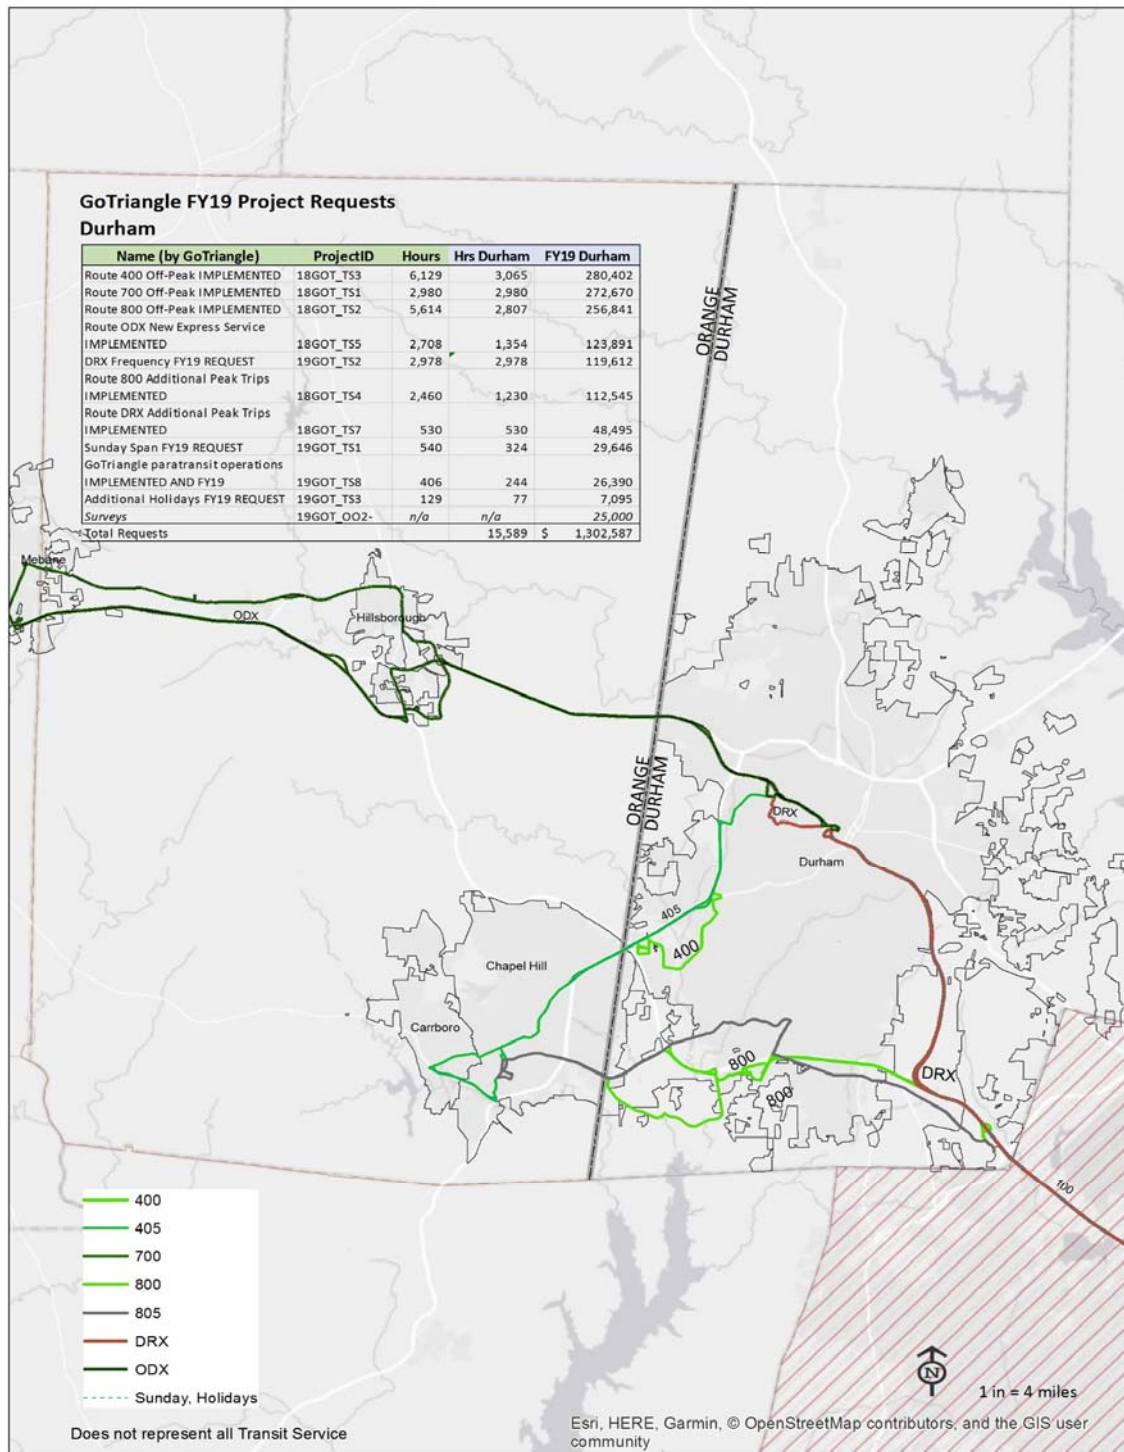 GoTriangle FY19 Project Requests
Durham
Name (by GoTriangle) ProjectID Hours Hrs Durham FY19 Durham
Route 400 Off-Peak IMPLEMENTED 18GOT_TS3 6,129 3,065 280,402
Route 700 Off-Peak IMPLEMENTED 18GOT_TS1 2,980 2,980 272,670
Route 800 Off-Peak IMPLEMENTED 18GOT_TS2 5,614 2,807 256,841
Route ODX New Express Service
IMPLEMENTED 18GOT_TS5 2,708 1,354 123,891
DRX Frequency FY19 REQUEST 19GOT_TS2 2,978 2,978 119,612
Route 800 Additional Peak Trips
IMPLEMENTED 18GOT_TS4 2,460 1,230 112,545
Route DRX Additional Peak Trips
IMPLEMENTED 18GOT_TS7 530 530 48,495
Sunday Span FY19 REQUEST 19GOT_TS1 540 324 29,646
GoTriangle paratransit operations
IMPLEMENTED AND FY19 19GOT_TS8 406 244 26,390
Additional Holidays FY19 REQUEST 19GOT_TS3 129 77 7,095
Surveys 19GOT_OO2- n/a n/a 25,000
Total Requests 15,589 $ 1,302,587
ORANGE
DURHAM
Mebane
ODX
Hillsborough
ORANGE
DURHAM
DRX
Durham
405
400
Chapel Hill
Carrboro
800
DRX
800
100
400
405
700
800
805
DRX
ODX
Sunday, Holidays
N
1 in = 4 miles
Does not represent all Transit Service
Esri, HERE, Garmin, © OpenStreetMap contributors, and the GIS user
community